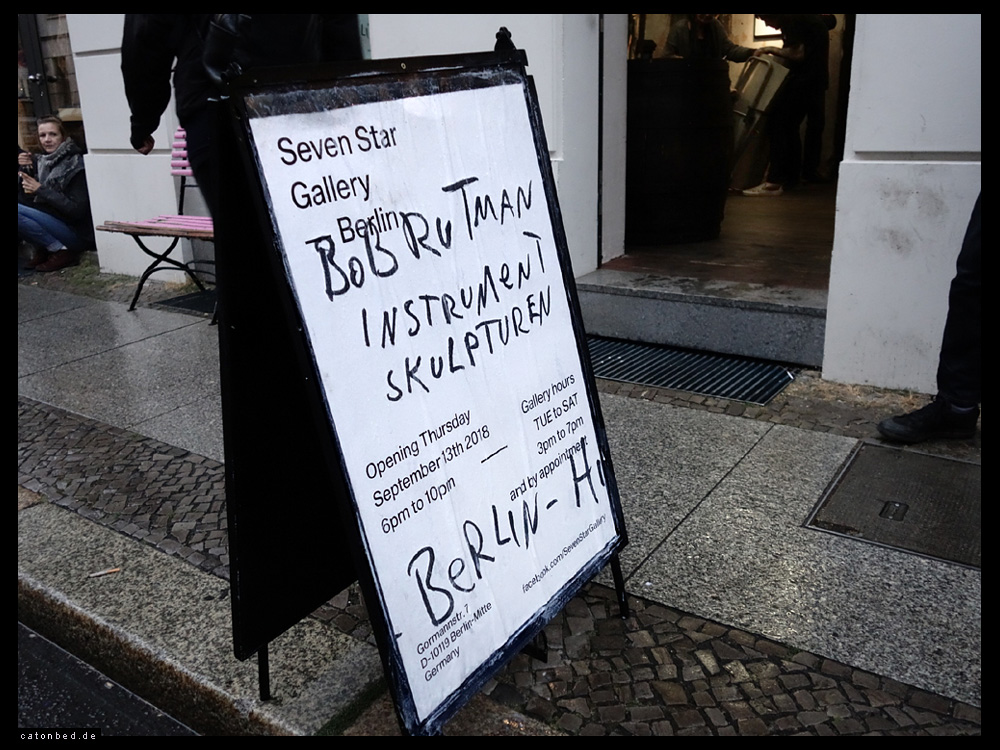 Seven Star
Gallery
Berlin
BOB RUTMAN
INSTRUMENT
SKULPTUREN
Opening Thursday
September 13th 2018
6pm to 10pm
Gallery hours
TUE to SAT
3pm to 7pm
and by appointment
BERLIN - HI
facebook.com/SevenStarGallery
Gormannstr. 7
D-10119 Berlin-Mitte
Germany
catonbed.de